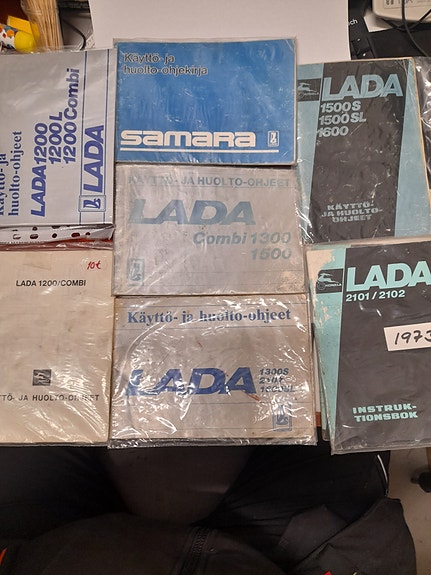 Käyttö- ja
huolto-ohjeet
LADA 1200
1200 L
1200 Combi
LADA
Käyttö- ja
huolto-ohjekirja
samara
LADA
1500 S
1500 SL
1600
KÄYTTÖ-
JA HUOLTO-
OHJEET
KÄYTTÖ- JA HUOLTO-OHJEET
LADA
Combi 1300
1500
10€
LADA 1200/COMBI
JA HUOLTO-OHJEET
Käyttö- ja huolto-ohjeet
LADA
1300S
LADA
2101/2102
1973
INSTRUK-
TIONSBOK